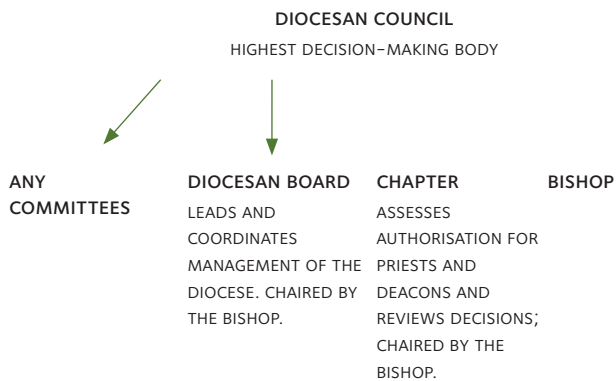 DIOCESAN COUNCIL
HIGHEST DECISION-MAKING BODY
ANY
COMMITTEES
DIOCESAN BOARD
LEADS AND
COORDINATES
MANAGEMENT OF THE
DIOCESE. CHAIRED BY
THE BISHOP.
CHAPTER
ASSESSES
AUTHORISATION FOR
PRIESTS AND
DEACONS AND
REVIEWS DECISIONS;
CHAIRED BY THE
BISHOP.
BISHOP